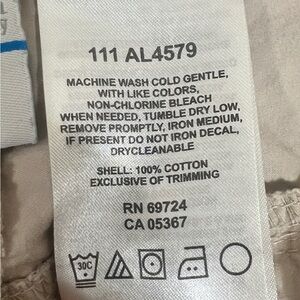 111 AL4579
MACHINE WASH COLD GENTLE,
WITH LIKE COLORS,
NON-CHLORINE BLEACH
WHEN NEEDED, TUMBLE DRY LOW,
REMOVE PROMPTLY, IRON MEDIUM,
IF PRESENT DO NOT IRON DECAL,
DRYCLEANABLE
SHELL: 100% COTTON
EXCLUSIVE OF TRIMMING
RN 69724
CA 05367
30C